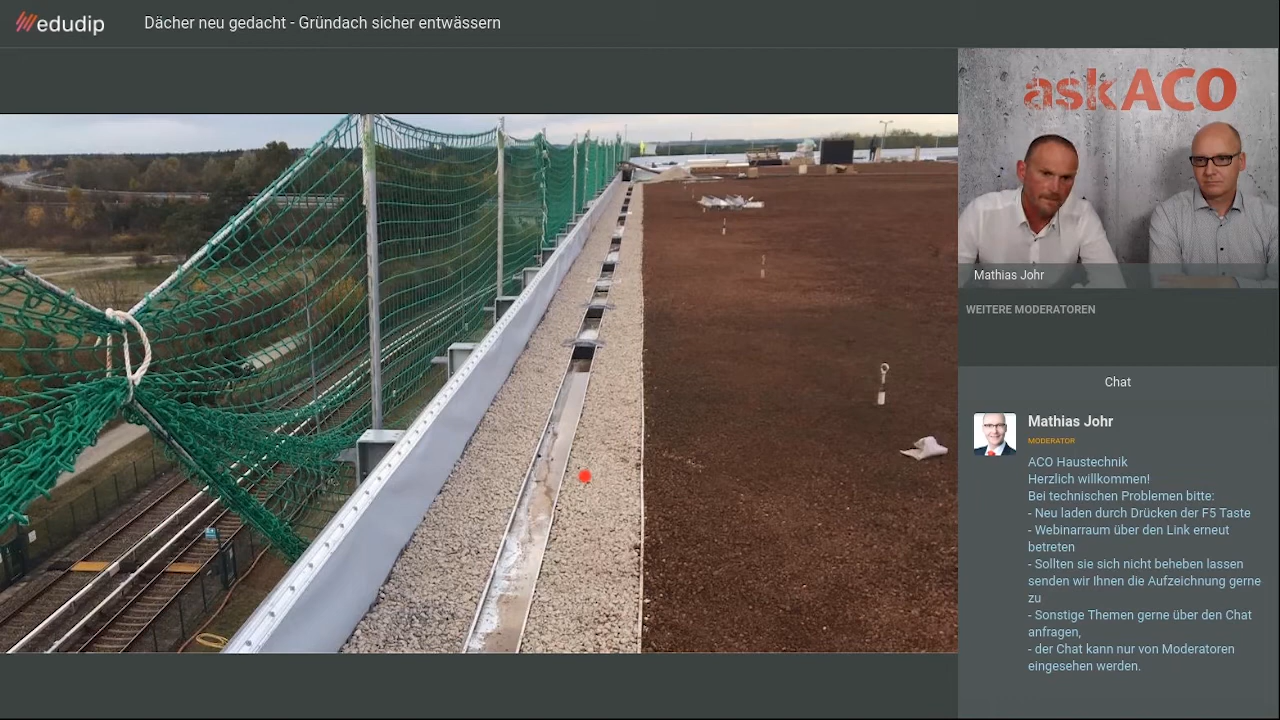 edudip
Dächer neu gedacht - Gründach sicher entwässern
askACO
Mathias Johr
WEITERE MODERATOREN
Chat
Mathias Johr
MODERATOR
ACO Haustechnik
Herzlich willkommen!
Bei technischen Problemen bitte:
- Neu laden durch Drücken der F5 Taste
- Webinarraum über den Link erneut
betreten
- Sollten sie sich nicht beheben lassen
senden wir Ihnen die Aufzeichnung gerne
zu
- Sonstige Themen gerne über den Chat
anfragen,
- der Chat kann nur von Moderatoren
eingesehen werden.